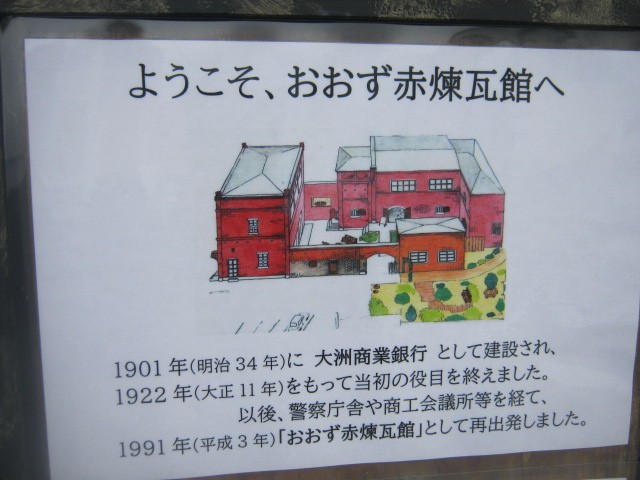 ようこそ、おおず赤煉瓦館へ
1901年(明治34年)に 大洲商業銀行 として建設され、
1922年(大正11年)をもって当初の役目を終えました。
以後、警察庁舎や商工会議所等を経て、
1991年(平成3年)「おおず赤煉瓦館」として再出発しました。